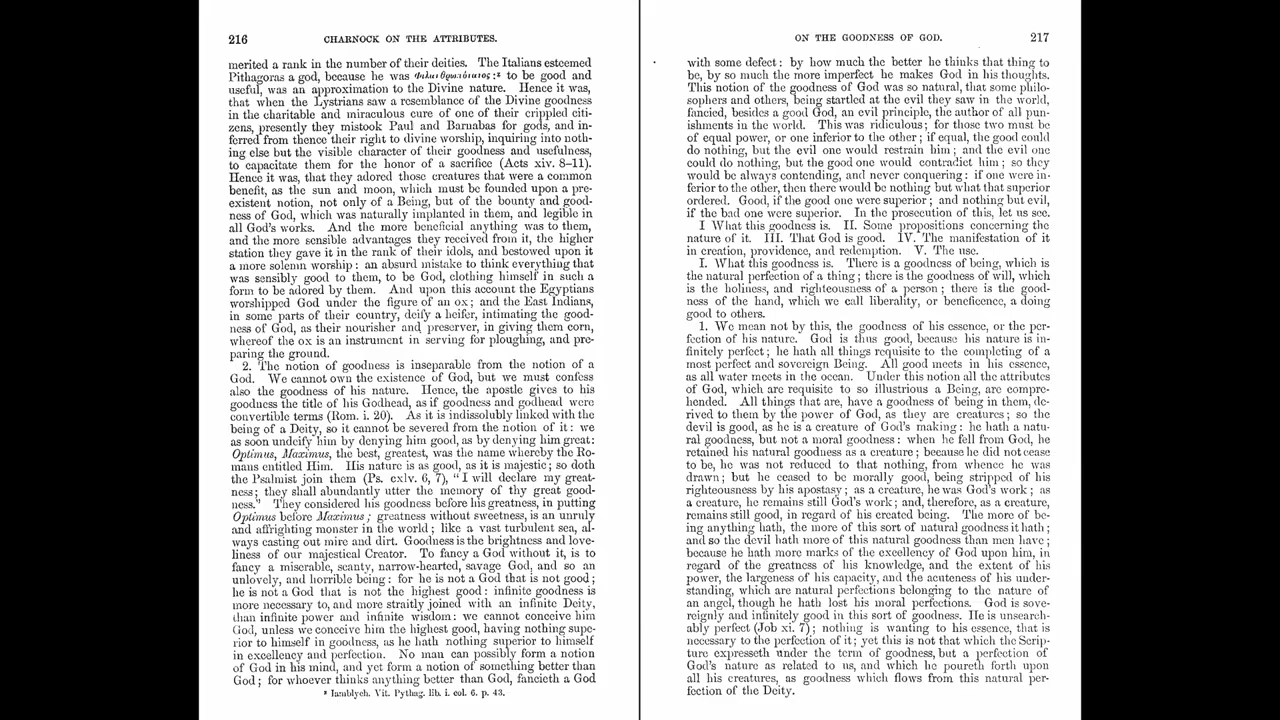 216
CHARNOCK ON THE ATTRIBUTES.
merited a rank in the number of their deities. The Italians esteemed
Pithagoras a god, because he was Φιλανθρωπότατος :ᶻ to be good and
useful, was an approximation to the Divine nature. Hence it was,
that when the Lystrians saw a resemblance of the Divine goodness
in the charitable and miraculous cure of one of their crippled citi-
zens, presently they mistook Paul and Barnabas for gods, and in-
ferred from thence their right to divine worship, inquiring into noth-
ing else but the visible character of their goodness and usefulness,
to capacitate them for the honor of a sacrifice (Acts xiv. 8–11).
Hence it was, that they adored those creatures that were a common
benefit, as the sun and moon, which must be founded upon a pre-
existent notion, not only of a Being, but of the bounty and good-
ness of God, which was naturally implanted in them, and legible in
all God's works. And the more beneficial anything was to them,
and the more sensible advantages they received from it, the higher
station they gave it in the rank of their idols, and bestowed upon it
a more solemn worship : an absurd mistake to think everything that
was sensibly good to them, to be God, clothing himself in such a
form to be adored by them. And upon this account the Egyptians
worshipped God under the figure of an ox ; and the East Indians,
in some parts of their country, deify a heifer, intimating the good-
ness of God, as their nourisher and preserver, in giving them corn,
whereof the ox is an instrument in serving for ploughing, and pre-
paring the ground.
2. The notion of goodness is inseparable from the notion of a
God. We cannot own the existence of God, but we must confess
also the goodness of his nature. Hence, the apostle gives to his
goodness the title of his Godhead, as if goodness and godhead were
convertible terms (Rom. i. 20). As it is indissolubly linked with the
being of a Deity, so it cannot be severed from the notion of it : we
as soon undeify him by denying him good, as by denying him great:
Optimus, Maximus, the best, greatest, was the name whereby the Ro-
mans entitled Him. His nature is as good, as it is majestic ; so doth
the Psalmist join them (Ps. cxlv. 6, 7), “ I will declare my great-
ness ; they shall abundantly utter the memory of thy great good-
ness.” They considered his goodness before his greatness, in putting
Optimus before Maximus ; greatness without sweetness, is an unruly
and affrighting monster in the world ; like a vast turbulent sea, al-
ways casting out mire and dirt. Goodness is the brightness and love-
liness of our majestical Creator. To fancy a God without it, is to
fancy a miserable, scanty, narrow-hearted, savage God, and so an
unlovely, and horrible being : for he is not a God that is not good ;
he is not a God that is not the highest good : infinite goodness is
more necessary to, and more straitly joined with an infinite Deity,
than infinite power and infinite wisdom : we cannot conceive him
God, unless we conceive him the highest good, having nothing supe-
rior to himself in goodness, as he hath nothing superior to himself
in excellency and perfection. No man can possibly form a notion
of God in his mind, and yet form a notion of something better than
God ; for whoever thinks anything better than God, fancieth a God
ᶻ Iamblych. Vit. Pythag. lib. i. col. 6. p. 43.
ON THE GOODNESS OF GOD.
217
with some defect : by how much the better he thinks that thing to
be, by so much the more imperfect he makes God in his thoughts.
This notion of the goodness of God was so natural, that some philo-
sophers and others, being startled at the evil they saw in the world,
fancied, besides a good God, an evil principle, the author of all pun-
ishments in the world. This was ridiculous ; for those two must be
of equal power, or one inferior to the other ; if equal, the good could
do nothing, but the evil one would restrain him ; and the evil one
could do nothing, but the good one would contradict him ; so they
would be always contending, and never conquering : if one were in-
ferior to the other, then there would be nothing but what that superior
ordered. Good, if the good one were superior ; and nothing but evil,
if the bad one were superior. In the prosecution of this, let us see.
I What this goodness is. II. Some propositions concerning the
nature of it. III. That God is good. IV. The manifestation of it
in creation, providence, and redemption. V. The use.
I. What this goodness is. There is a goodness of being, which is
the natural perfection of a thing ; there is the goodness of will, which
is the holiness, and righteousness of a person ; there is the good-
ness of the hand, which we call liberality, or beneficence, a doing
good to others.
1. We mean not by this, the goodness of his essence, or the per-
fection of his nature. God is thus good, because his nature is in-
finitely perfect ; he hath all things requisite to the completing of a
most perfect and sovereign Being. All good meets in his essence,
as all water meets in the ocean. Under this notion all the attributes
of God, which are requisite to so illustrious a Being, are compre-
hended. All things that are, have a goodness of being in them, de-
rived to them by the power of God, as they are creatures ; so the
devil is good, as he is a creature of God's making : he hath a natu-
ral goodness, but not a moral goodness : when he fell from God, he
retained his natural goodness as a creature ; because he did not cease
to be, he was not reduced to that nothing, from whence he was
drawn ; but he ceased to be morally good, being stripped of his
righteousness by his apostasy ; as a creature, he was God's work ; as
a creature, he remains still God's work ; and, therefore, as a creature,
remains still good, in regard of his created being. The more of be-
ing anything hath, the more of this sort of natural goodness it hath ;
and so the devil hath more of this natural goodness than men have ;
because he hath more marks of the excellency of God upon him, in
regard of the greatness of his knowledge, and the extent of his
power, the largeness of his capacity, and the acuteness of his under-
standing, which are natural perfections belonging to the nature of
an angel, though he hath lost his moral perfections. God is sove-
reignly and infinitely good in this sort of goodness. He is unsearch-
ably perfect (Job xi. 7) ; nothing is wanting to his essence, that is
necessary to the perfection of it ; yet this is not that which the Scrip-
ture expresseth under the term of goodness, but a perfection of
God's nature as related to us, and which he poureth forth upon
all his creatures, as goodness which flows from this natural per-
fection of the Deity.